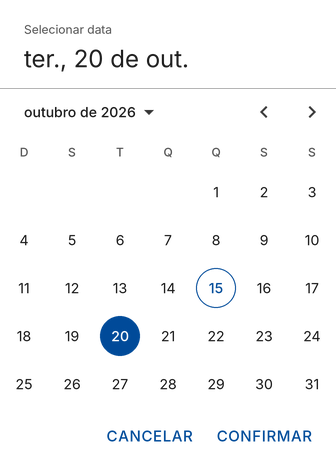 Selecionar data
ter., 20 de out.
outubro de 2026
D S T Q Q S S
1 2 3
4 5 6 7 8 9 10
11 12 13 14 15 16 17
18 19 20 21 22 23 24
25 26 27 28 29 30 31
CANCELAR CONFIRMAR